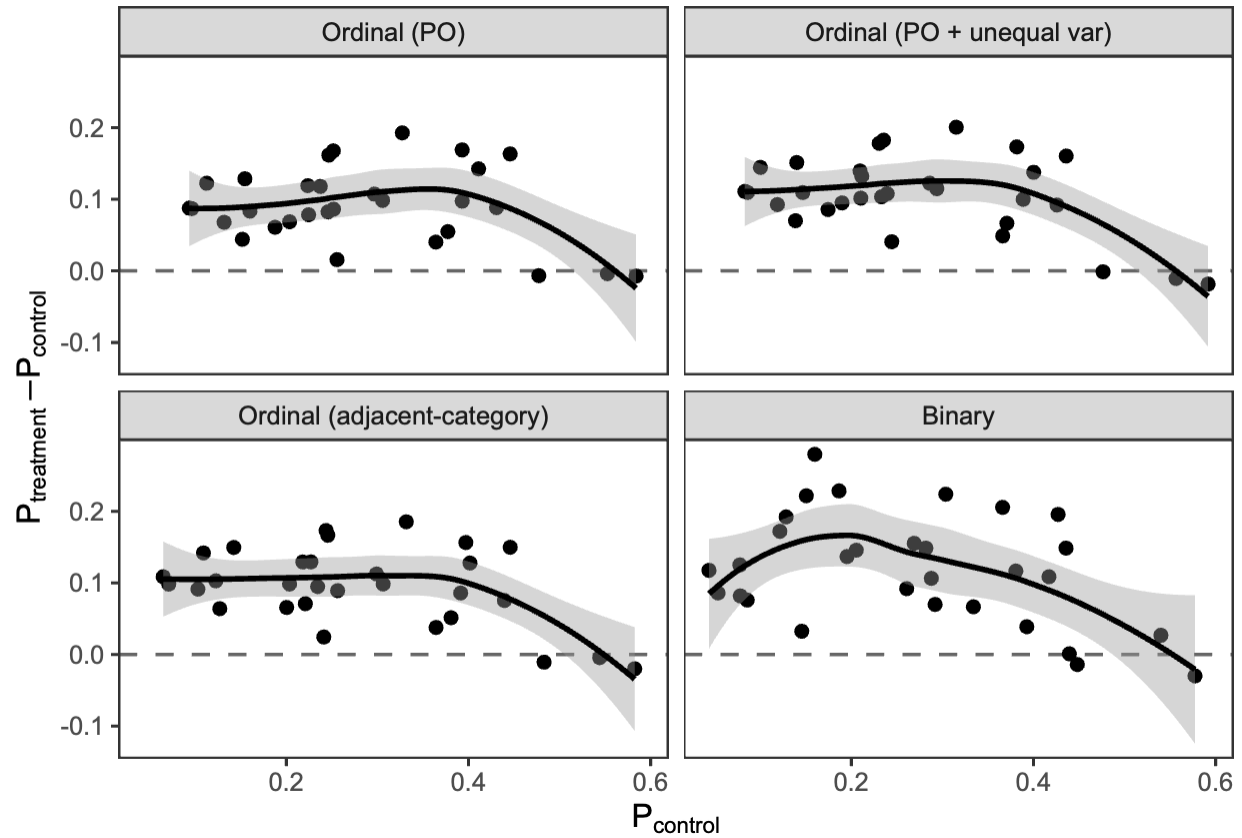 Ordinal (PO)
Ordinal (PO + unequal var)
0.2
0.1
0.0
-0.1
Ordinal (adjacent-category)
Binary
0.2
0.1
0.0
-0.1
0.2 0.4 0.6
0.2 0.4 0.6
Pcontrol
Ptreatment−Pcontrol